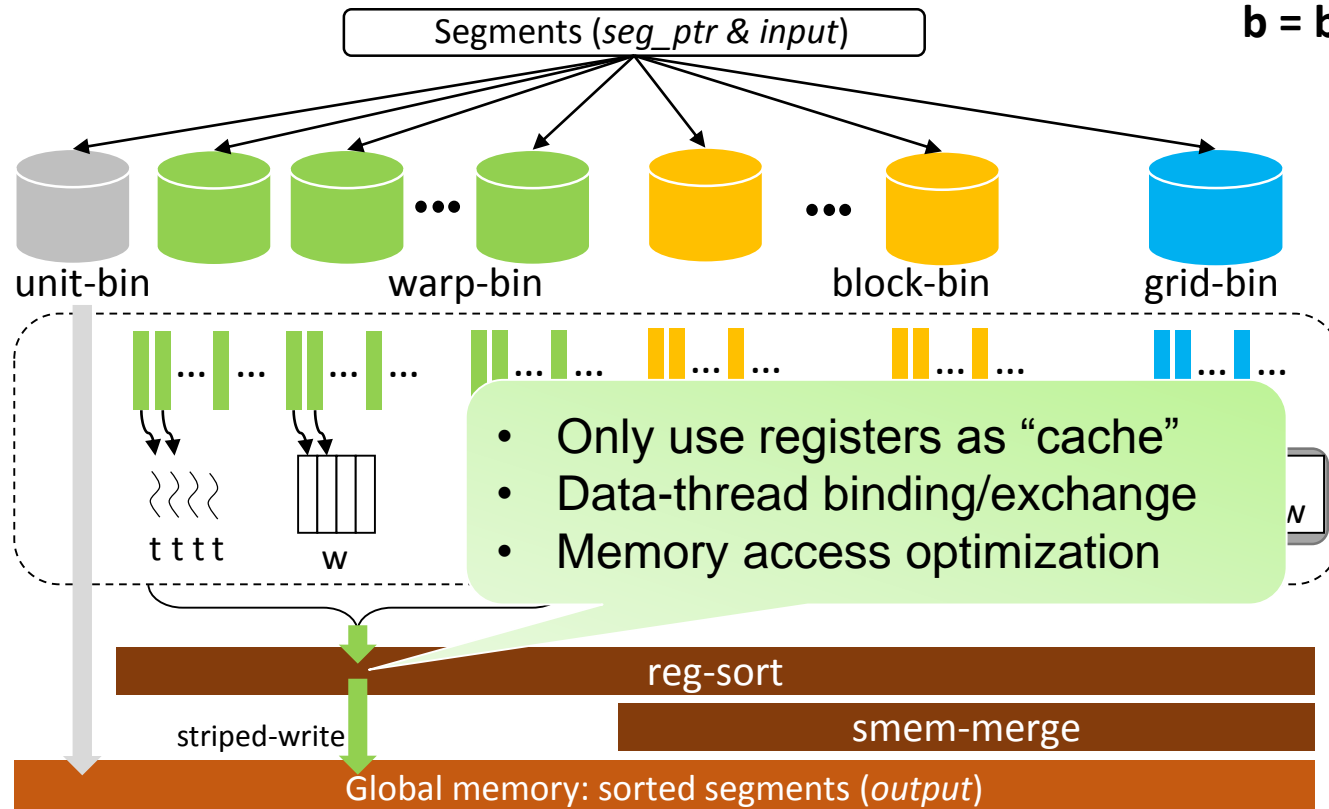 Segments (seg_ptr & input)
b = b
•••
•••
unit-bin
warp-bin
block-bin
grid-bin
... ... ... ... ... ... ... ... ... ... ... ...
• Only use registers as “cache”
• Data-thread binding/exchange
• Memory access optimization
t t t t
w
w
reg-sort
striped-write
smem-merge
Global memory: sorted segments (output)